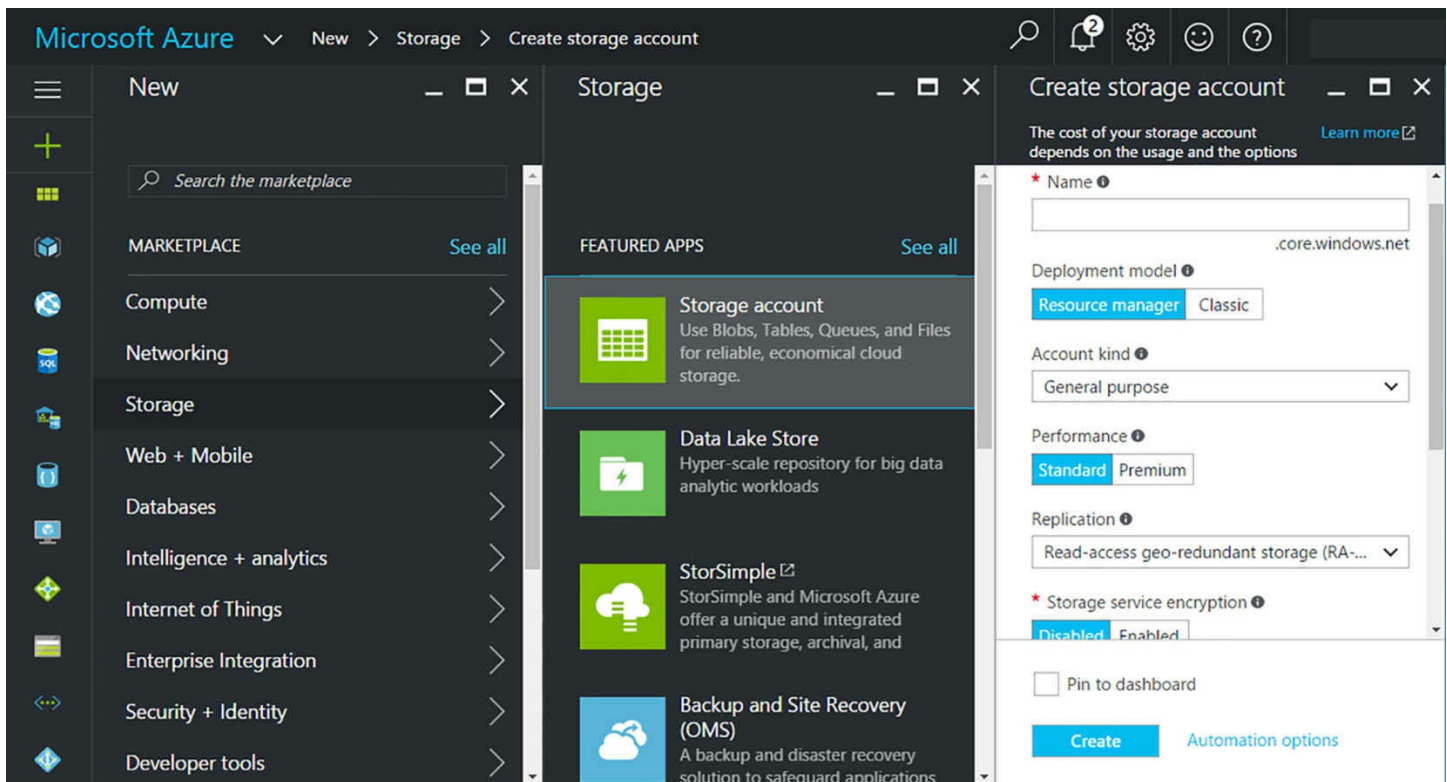 Microsoft Azure New > Storage > Create storage account 2
New
Search the marketplace
MARKETPLACE See all
Compute
Networking
Storage
Web + Mobile
Databases
Intelligence + analytics
Internet of Things
Enterprise Integration
Security + Identity
Developer tools
Storage
FEATURED APPS See all
Storage account
Use Blobs, Tables, Queues, and Files
for reliable, economical cloud
storage.
Data Lake Store
Hyper-scale repository for big data
analytic workloads
StorSimple
StorSimple and Microsoft Azure
offer a unique and integrated
primary storage, archival, and
Backup and Site Recovery
(OMS)
A backup and disaster recovery
solution to safeguard applications
Create storage account
The cost of your storage account Learn more
depends on the usage and the options
* Name
.core.windows.net
Deployment model
Resource manager Classic
Account kind
General purpose
Performance
Standard Premium
Replication
Read-access geo-redundant storage (RA-...
* Storage service encryption
Disabled Enabled
Pin to dashboard
Create Automation options
SQL